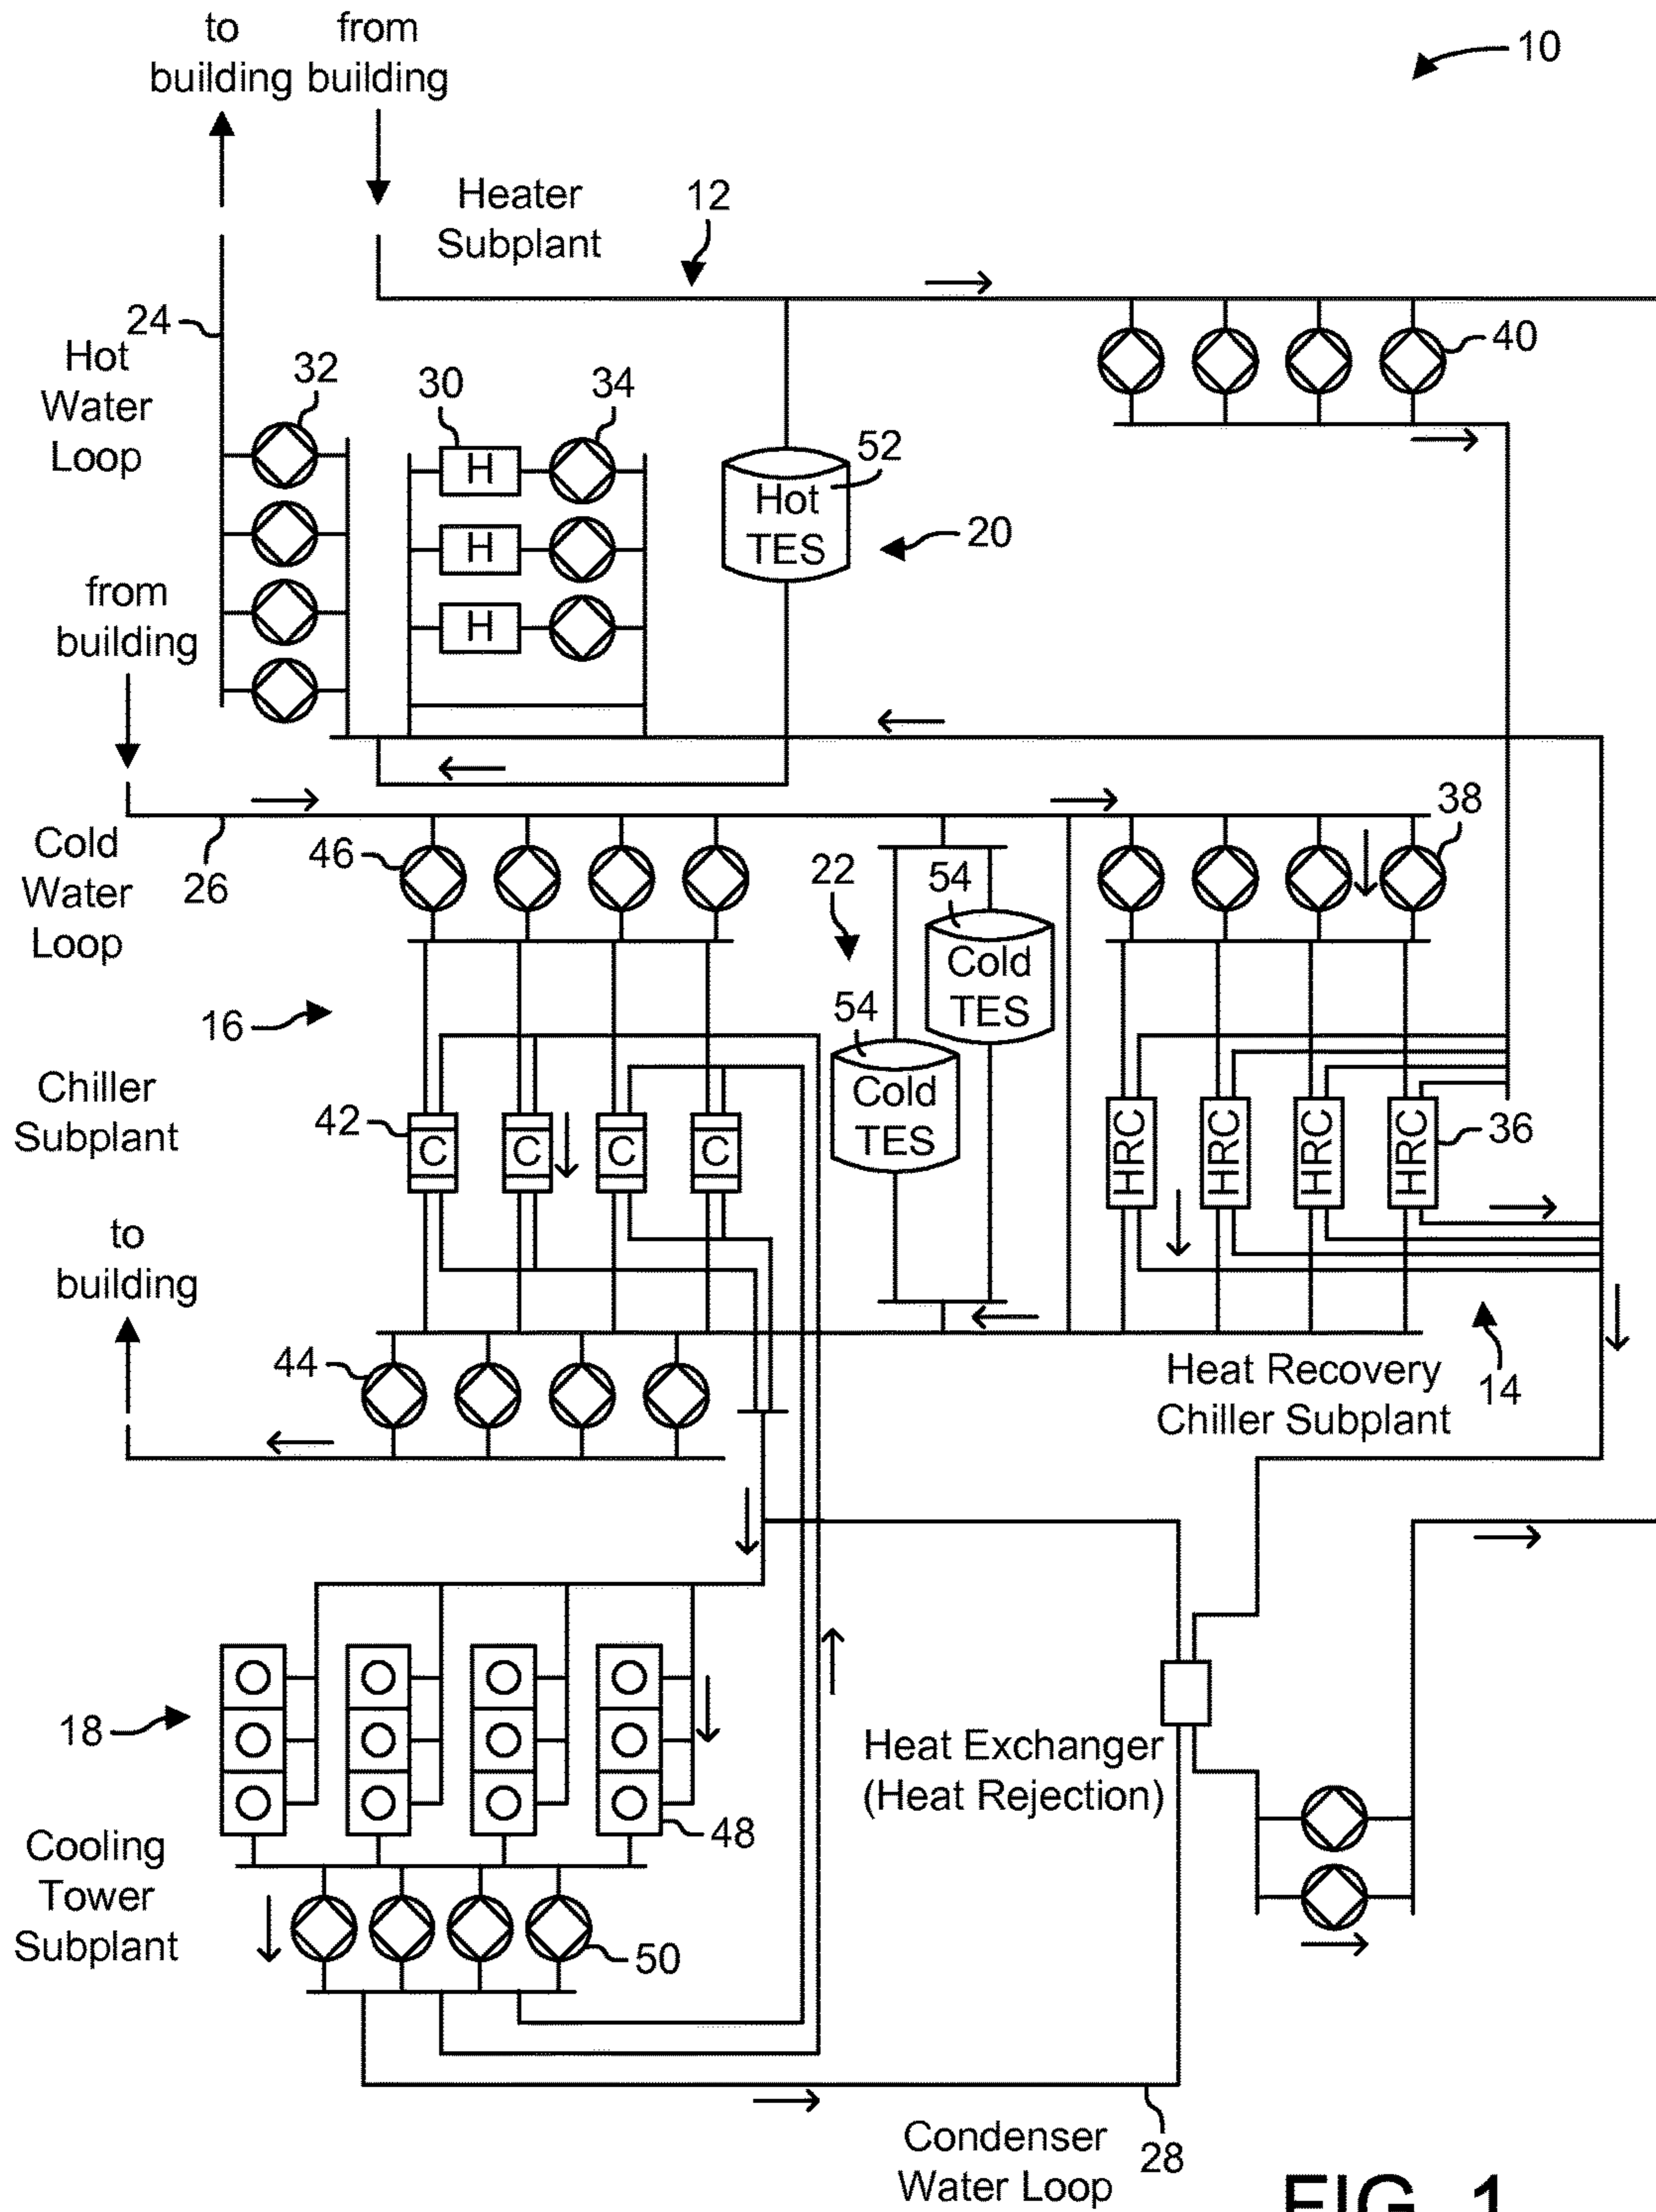 to
building
from
building
10
Heater
Subplant
12
24
Hot
Water
Loop
32
30
34
40
H
H
H
52
Hot
TES
20
from
building
38
Cold
Water
Loop
26
46
22
54
Cold
TES
54
Cold
TES
16
Chiller
Subplant
42
C
C
C
C
HRC
HRC
HRC
HRC
36
to
building
44
Heat Recovery
Chiller Subplant
14
18
Heat Exchanger
(Heat Rejection)
48
Cooling
Tower
Subplant
50
Condenser
Water Loop
28
FIG. 1